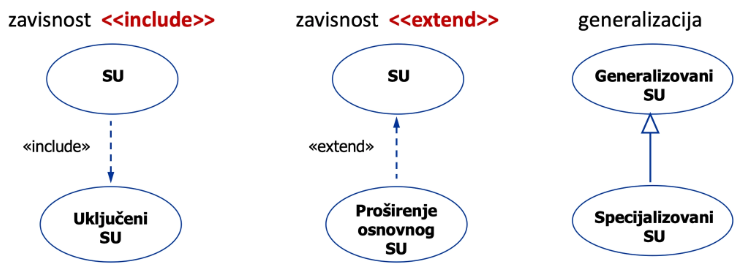 zavisnost <<include>>
SU
«include»
Uključeni
SU
zavisnost <<extend>>
SU
«extend»
Proširenje
osnovnog
SU
generalizacija
Generalizovani
SU
Specijalizovani
SU